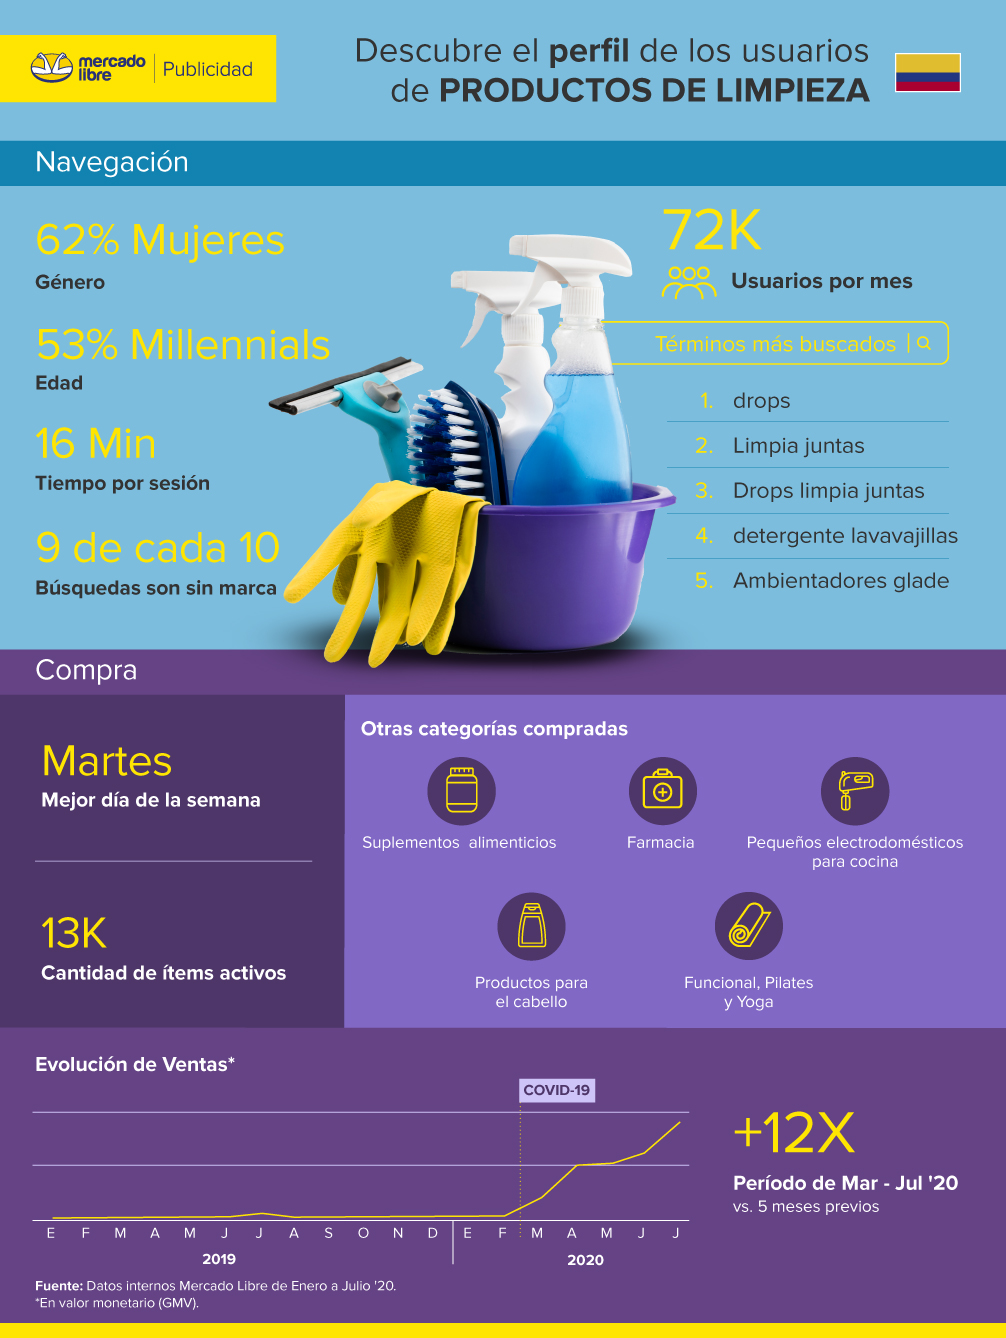 mercado
libre
Publicidad
Descubre el perfil de los usuarios
de PRODUCTOS DE LIMPIEZA
Navegación
62% Mujeres
Género
53% Millennials
Edad
16 Min
Tiempo por sesión
9 de cada 10
Búsquedas son sin marca
72K
Usuarios por mes
Términos más buscados
1. drops
2. Limpia juntas
3. Drops limpia juntas
4. detergente lavavajillas
5. Ambientadores glade
Compra
Martes
Mejor día de la semana
13K
Cantidad de ítems activos
Otras categorías compradas
Suplementos alimenticios
Farmacia
Pequeños electrodomésticos
para cocina
Productos para
el cabello
Funcional, Pilates
y Yoga
Evolución de Ventas*
COVID-19
E F M A M J J A S O N D E F M A M J J
2019
2020
+12X
Período de Mar - Jul '20
vs. 5 meses previos
Fuente: Datos internos Mercado Libre de Enero a Julio '20.
*En valor monetario (GMV).